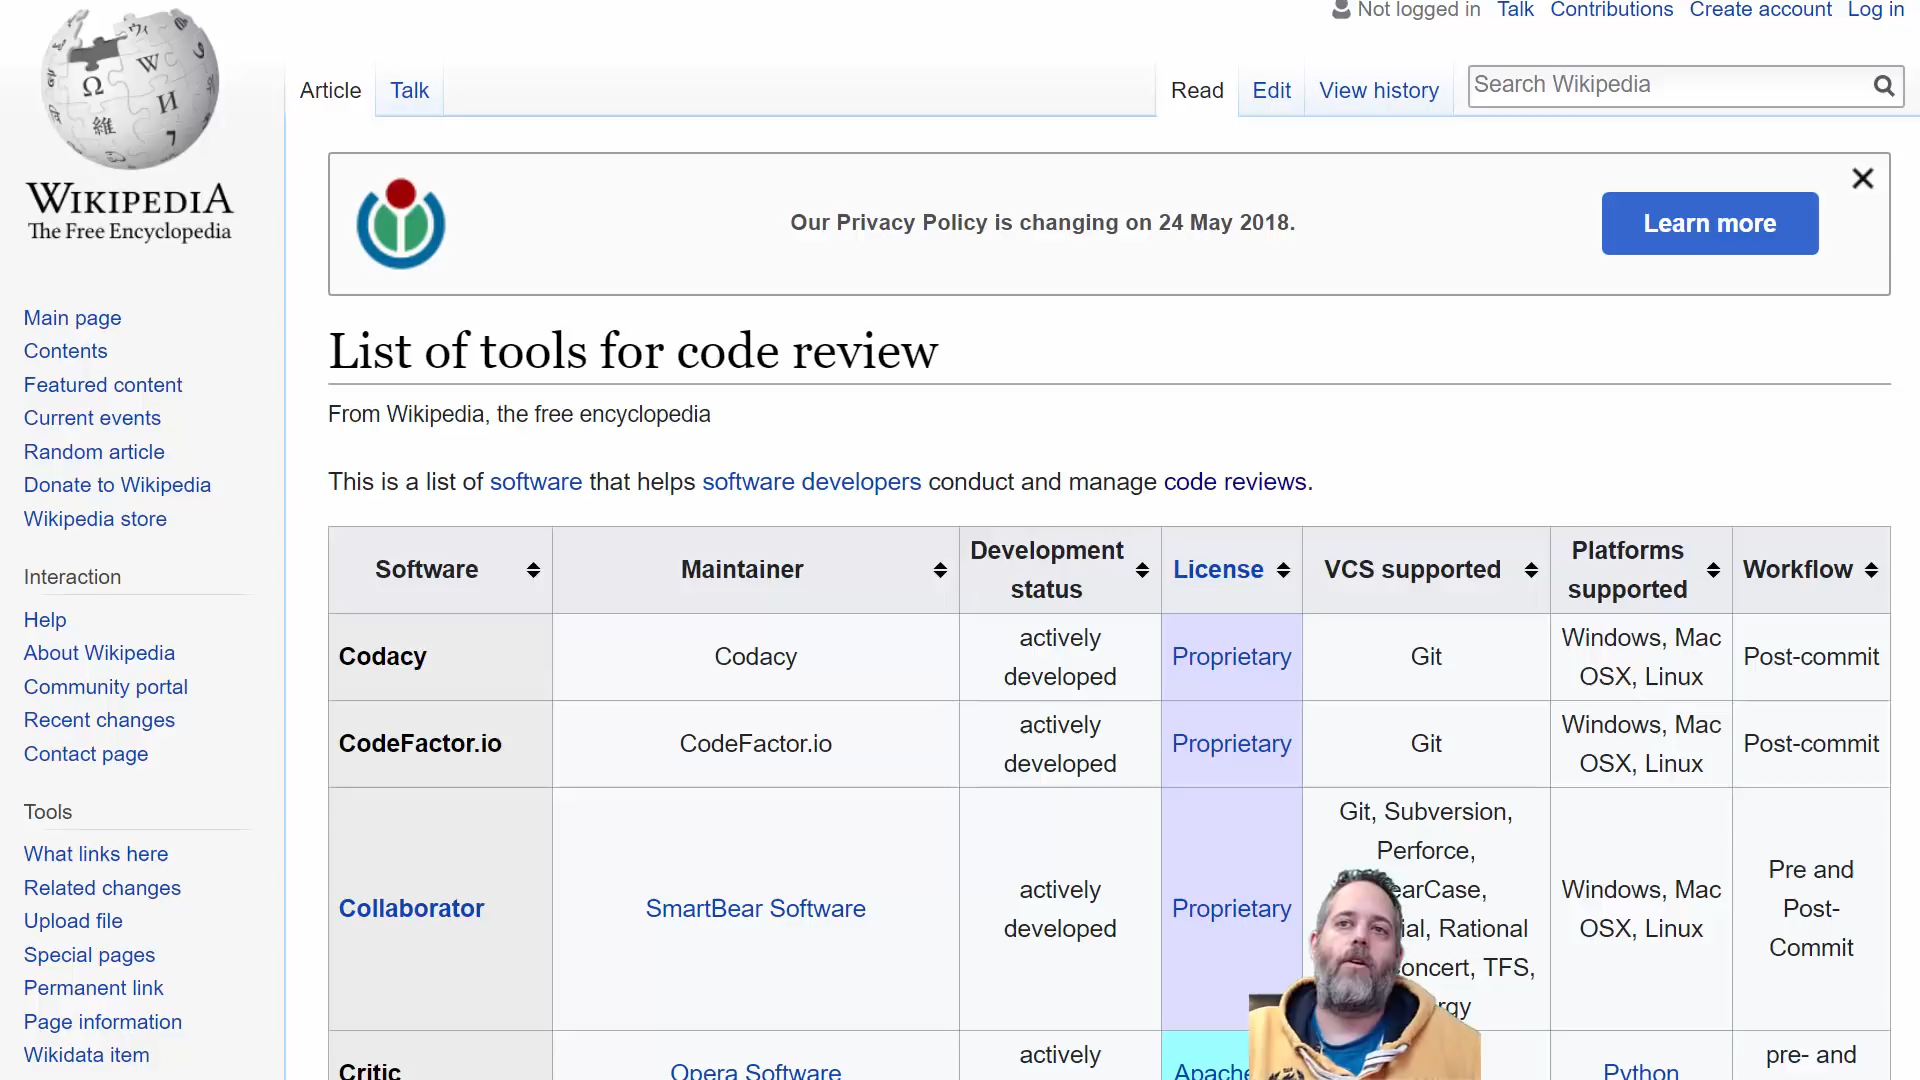 Not logged in Talk Contributions Create account Log in
Article Talk Read Edit View history Search Wikipedia
WIKIPEDIA
The Free Encyclopedia
Our Privacy Policy is changing on 24 May 2018.
Learn more
Main page
Contents
Featured content
Current events
Random article
Donate to Wikipedia
Wikipedia store
Interaction
Help
About Wikipedia
Community portal
Recent changes
Contact page
Tools
What links here
Related changes
Upload file
Special pages
Permanent link
Page information
Wikidata item
List of tools for code review
From Wikipedia, the free encyclopedia
This is a list of software that helps software developers conduct and manage code reviews.
Software Maintainer Development status License VCS supported Platforms supported Workflow
Codacy Codacy actively developed Proprietary Git Windows, Mac OSX, Linux Post-commit
CodeFactor.io CodeFactor.io actively developed Proprietary Git Windows, Mac OSX, Linux Post-commit
Collaborator SmartBear Software actively developed Proprietary Git, Subversion, Perforce, Rational TFS, Windows, Mac OSX, Linux Pre and Post-Commit
Critic Opera Software actively Apache Python pre- and